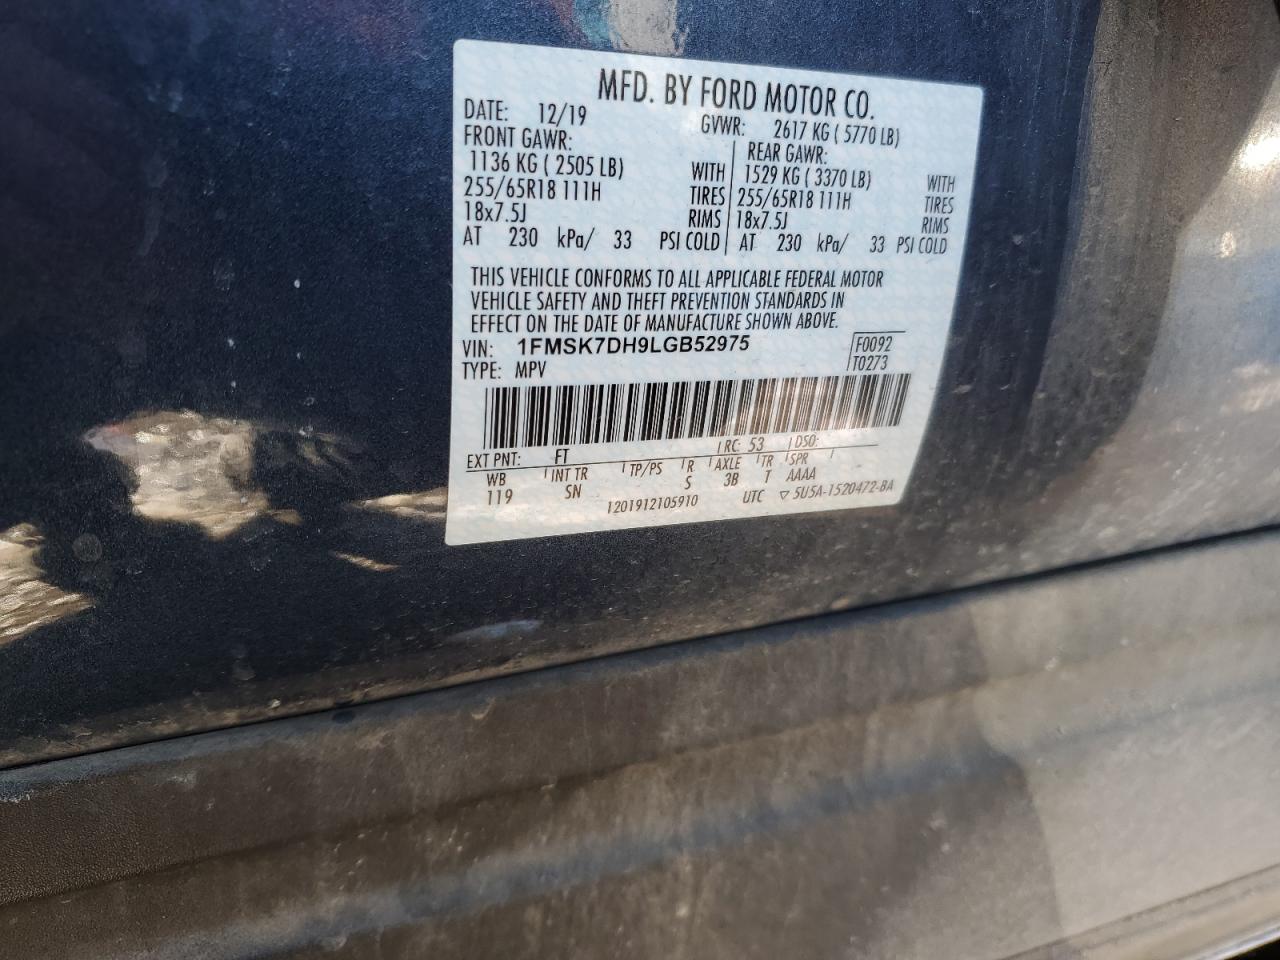 MFD. BY FORD MOTOR CO.
DATE: 12/19 GVWR: 2617 KG ( 5770 LB)
FRONT GAWR: REAR GAWR:
1136 KG ( 2505 LB) WITH 1529 KG ( 3370 LB) WITH
255/65R18 111H TIRES 255/65R18 111H TIRES
18x7.5J RIMS 18x7.5J RIMS
AT 230 kPa/ 33 PSI COLD AT 230 kPa/ 33 PSI COLD
THIS VEHICLE CONFORMS TO ALL APPLICABLE FEDERAL MOTOR
VEHICLE SAFETY AND THEFT PREVENTION STANDARDS IN
EFFECT ON THE DATE OF MANUFACTURE SHOWN ABOVE.
VIN: 1FMSK7DH9LGB52975 F0092
TYPE: MPV T0273
EXT PNT: FT RC: 53 DSO:
WB INT TR TP/PS R AXLE TR SPR
119 SN S 3B T AAAA
1201912105910 UTC ▽ 5U5A-1520472-BA